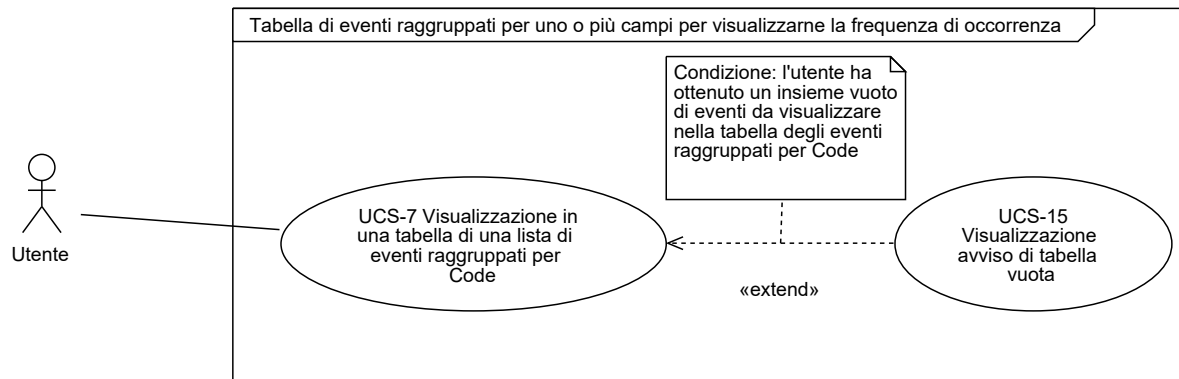 Tabella di eventi raggruppati per uno o più campi per visualizzarne la frequenza di occorrenza
Condizione: l'utente ha
ottenuto un insieme vuoto
di eventi da visualizzare
nella tabella degli eventi
raggruppati per Code
Utente
UCS-7 Visualizzazione in
una tabella di una lista di
eventi raggruppati per
Code
«extend»
UCS-15
Visualizzazione
avviso di tabella
vuota